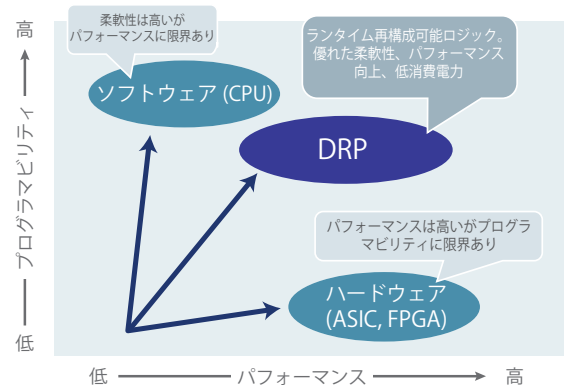 高
プログラマビリティ
低
柔軟性は高いが
パフォーマンスに限界あり
ソフトウェア (CPU)
ランタイム再構成可能ロジック。
優れた柔軟性、パフォーマンス
向上、低消費電力
DRP
パフォーマンスは高いがプログラ
マビリティに限界あり
ハードウェア
(ASIC, FPGA)
低
パフォーマンス
高